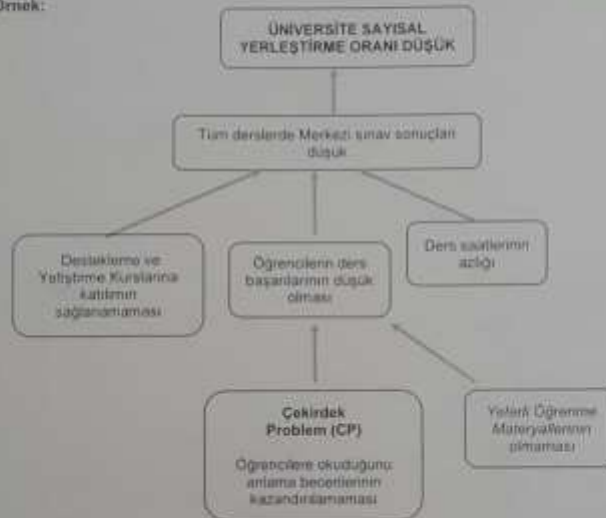 Örnek:
ÜNİVERSİTE SAYISAL
YERLEŞTİRME ORANI DÜŞÜK
Tüm derslerde Merkezi sınav sonuçları
düşük
Destekleme ve
Yetiştirme Kurslarına
katılımın
sağlanamaması
Öğrencilerin ders
başarılarının düşük
olması
Ders saatlerinin
azlığı
Çekirdek
Problem (CP)
Öğrencilere okuduğunu
anlama becerilerinin
kazandırılamaması
Yeterli Öğrenme
Materyallerinin
olmaması